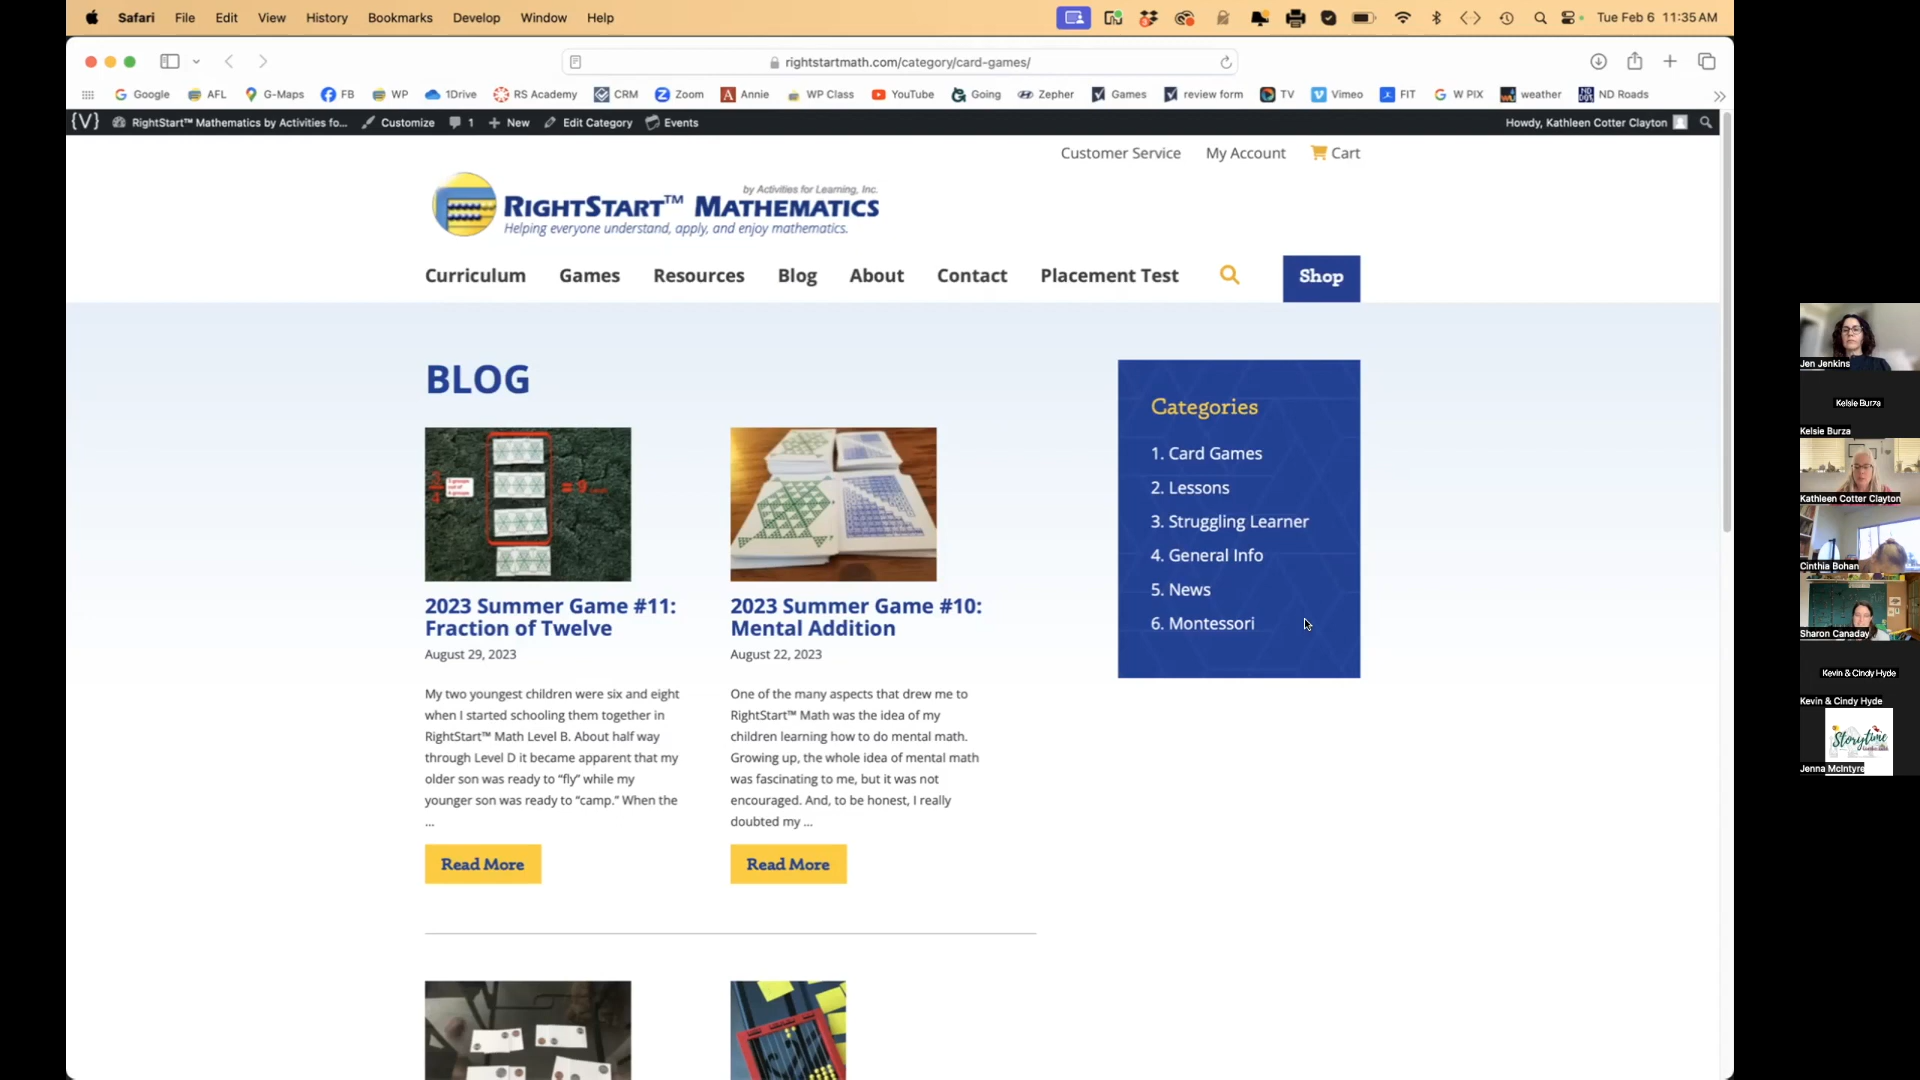 Safari File Edit View History Bookmarks Develop Window Help
Tue Feb 6 11:35 AM
rightstartmath.com/category/card-games/
Google AFL G-Maps FB WP 1Drive RS Academy CRM Zoom Annie WP Class YouTube Going Zepher Games review form TV Vimeo FIT W PIX weather ND Roads
{V} RightStart™ Mathematics by Activities fo... Customize 1 New Edit Category Events
Howdy, Kathleen Cotter Clayton
Customer Service My Account Cart
by Activities for Learning, Inc.
RIGHTSTART™ MATHEMATICS
Helping everyone understand, apply, and enjoy mathematics.
Curriculum Games Resources Blog About Contact Placement Test Shop
BLOG
2023 Summer Game #11:
Fraction of Twelve
August 29, 2023
My two youngest children were six and eight
when I started schooling them together in
RightStart™ Math Level B. About half way
through Level D it became apparent that my
older son was ready to “fly” while my
younger son was ready to “camp.” When the
...
Read More
2023 Summer Game #10:
Mental Addition
August 22, 2023
One of the many aspects that drew me to
RightStart™ Math was the idea of my
children learning how to do mental math.
Growing up, the whole idea of mental math
was fascinating to me, but it was not
encouraged. And, to be honest, I really
doubted my ...
Read More
Categories
1. Card Games
2. Lessons
3. Struggling Learner
4. General Info
5. News
6. Montessori
Jen Jenkins
Kelsie Burza
Kelsie Burza
Kathleen Cotter Clayton
Cinthia Bohan
Sharon Canaday
Kevin & Cindy Hyde
Kevin & Cindy Hyde
Storytime
Jenna McIntyre